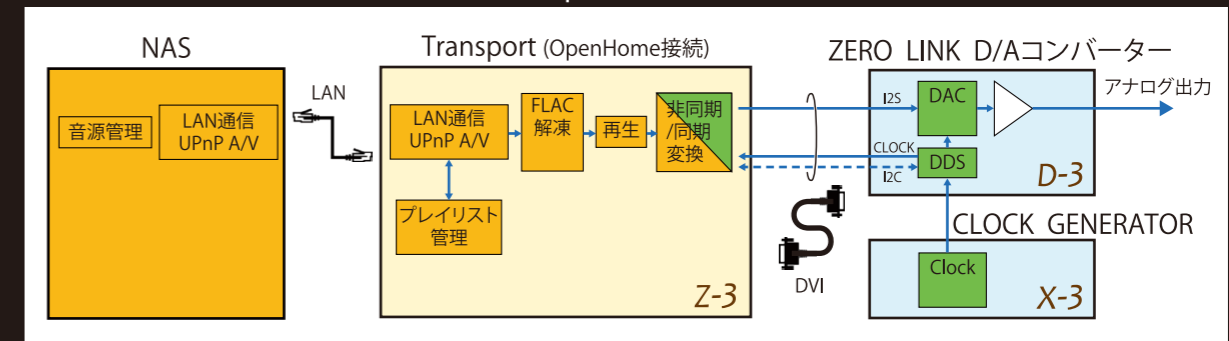 NAS
音源管理
LAN通信
UPnP A/V
LAN
Transport (OpenHome接続)
LAN通信
UPnP A/V
FLAC
解凍
再生
非同期
/同期
変換
プレイリスト
管理
Z-3
DVI
ZERO LINK D/Aコンバーター
I2S
DAC
アナログ出力
CLOCK
DDS
I2C
D-3
CLOCK GENERATOR
Clock
X-3